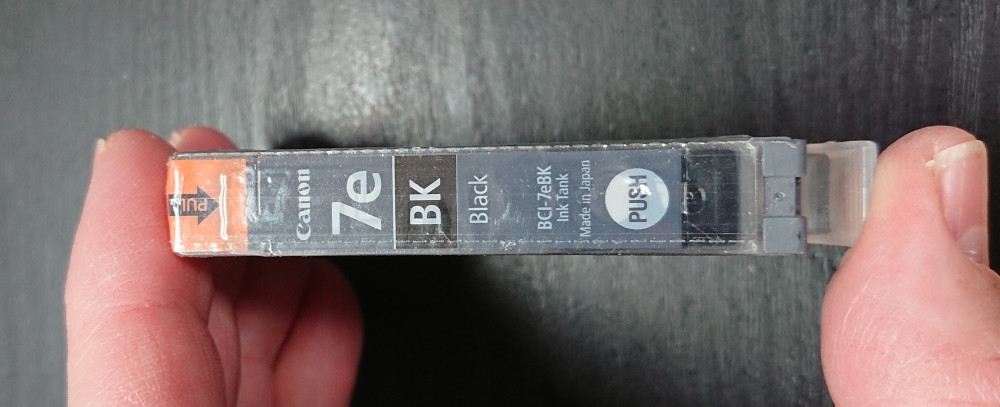 PULL
Canon
7e
BK
Black
BCI-7eBK
Ink Tank
Made in Japan
PUSH